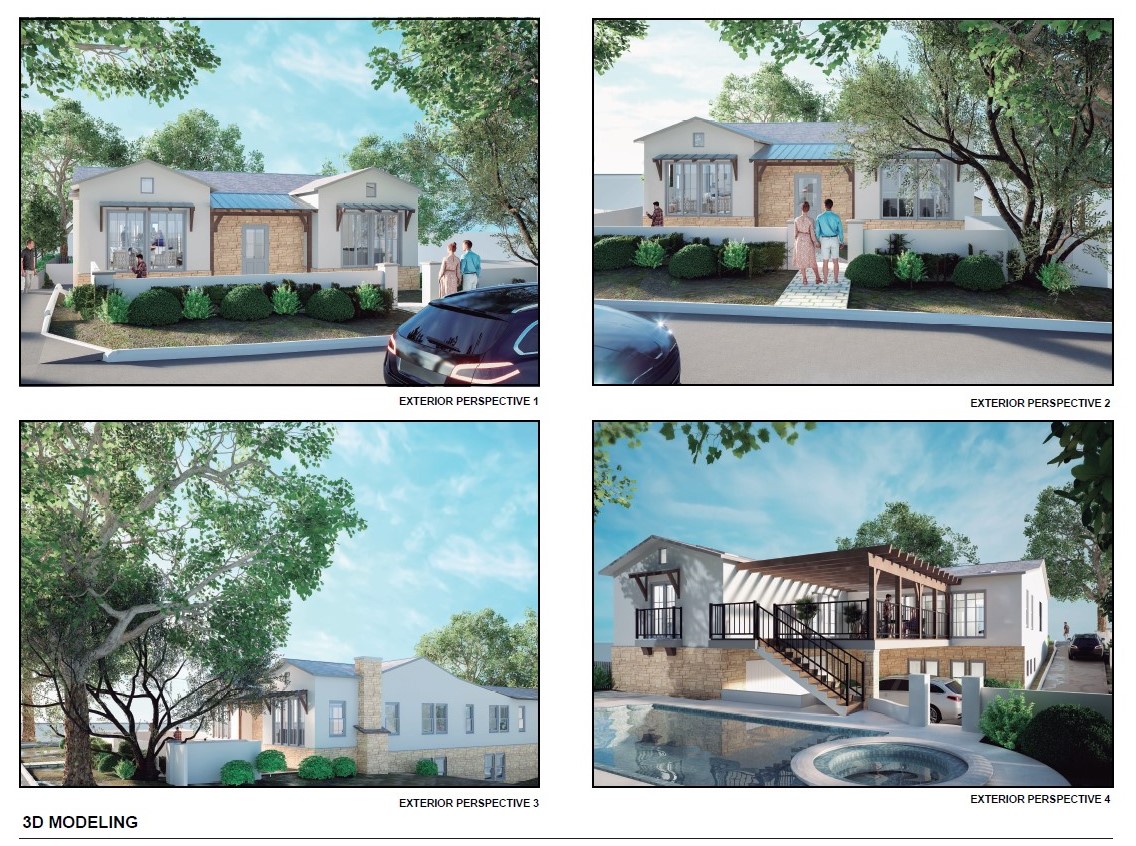 EXTERIOR PERSPECTIVE 1
EXTERIOR PERSPECTIVE 2
EXTERIOR PERSPECTIVE 3
EXTERIOR PERSPECTIVE 4
3D MODELING